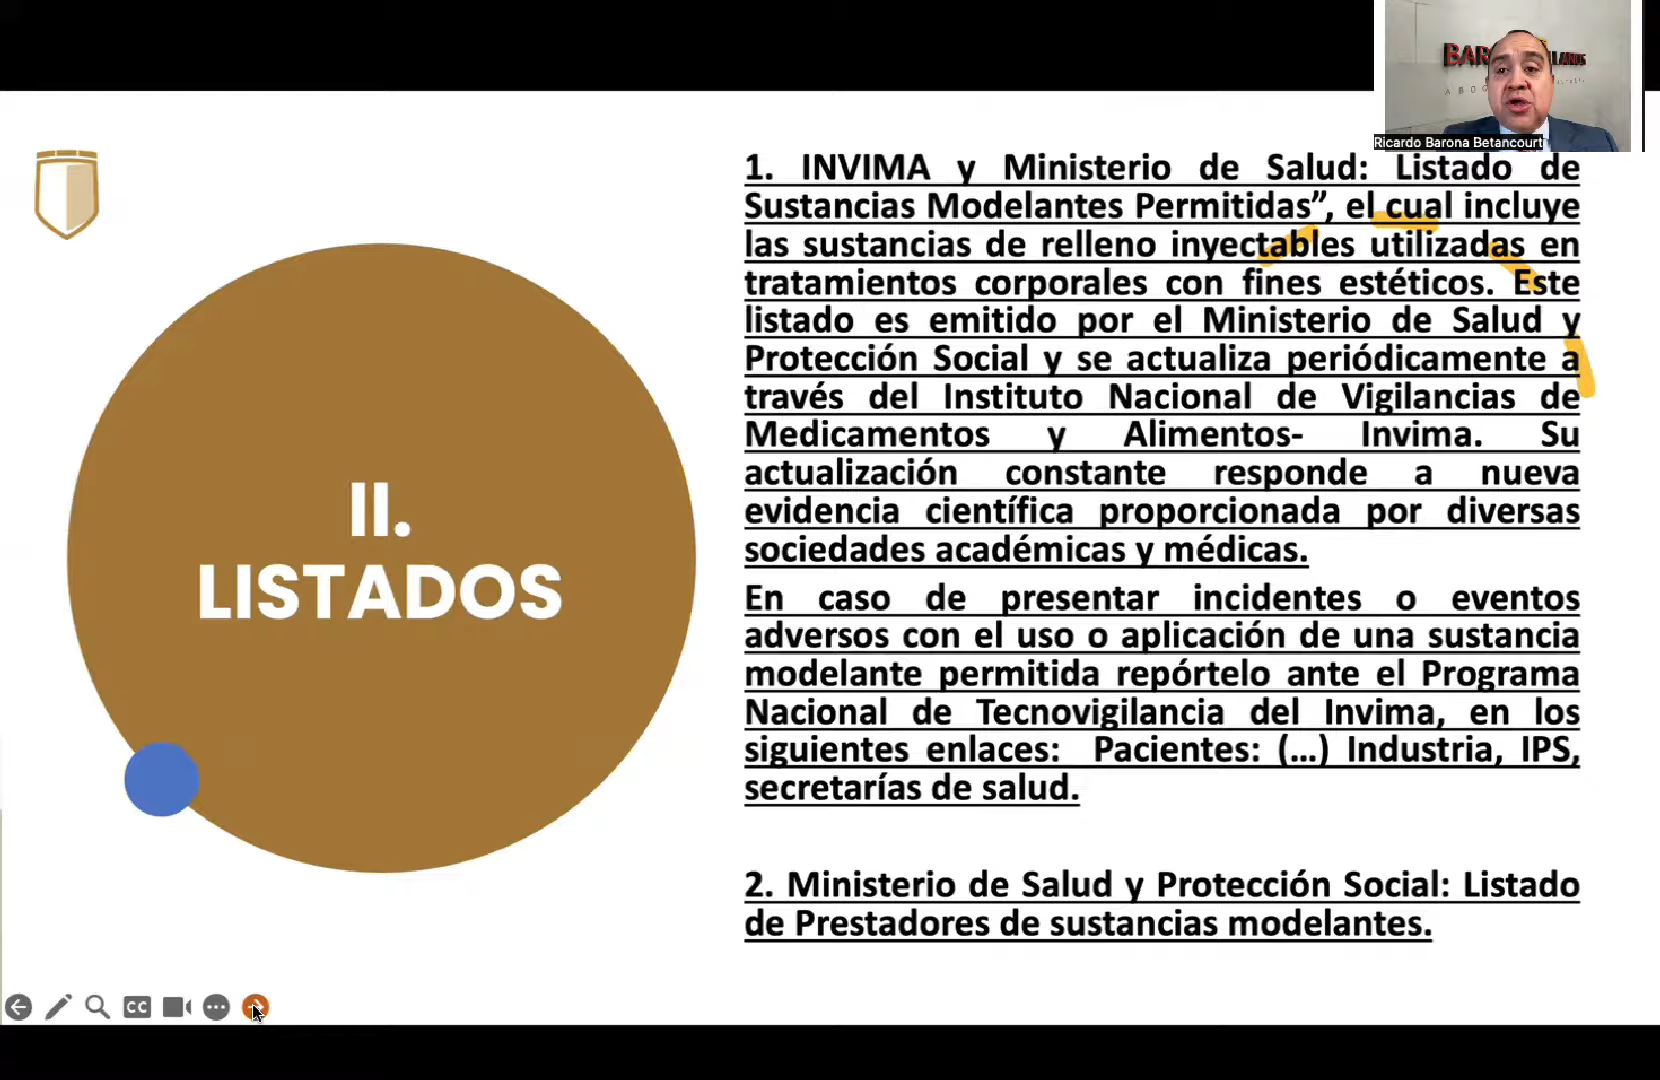 Ricardo Barona Betancourt
1. INVIMA y Ministerio de Salud: Listado de
Sustancias Modelantes Permitidas”, el cual incluye
las sustancias de relleno inyectables utilizadas en
tratamientos corporales con fines estéticos. Este
listado es emitido por el Ministerio de Salud y
Protección Social y se actualiza periódicamente a
través del Instituto Nacional de Vigilancias de
Medicamentos y Alimentos- Invima. Su
actualización constante responde a nueva
evidencia científica proporcionada por diversas
sociedades académicas y médicas.
En caso de presentar incidentes o eventos
adversos con el uso o aplicación de una sustancia
modelante permitida repórtelo ante el Programa
Nacional de Tecnovigilancia del Invima, en los
siguientes enlaces: Pacientes: (...) Industria, IPS,
secretarías de salud.
2. Ministerio de Salud y Protección Social: Listado
de Prestadores de sustancias modelantes.
II.
LISTADOS
CC